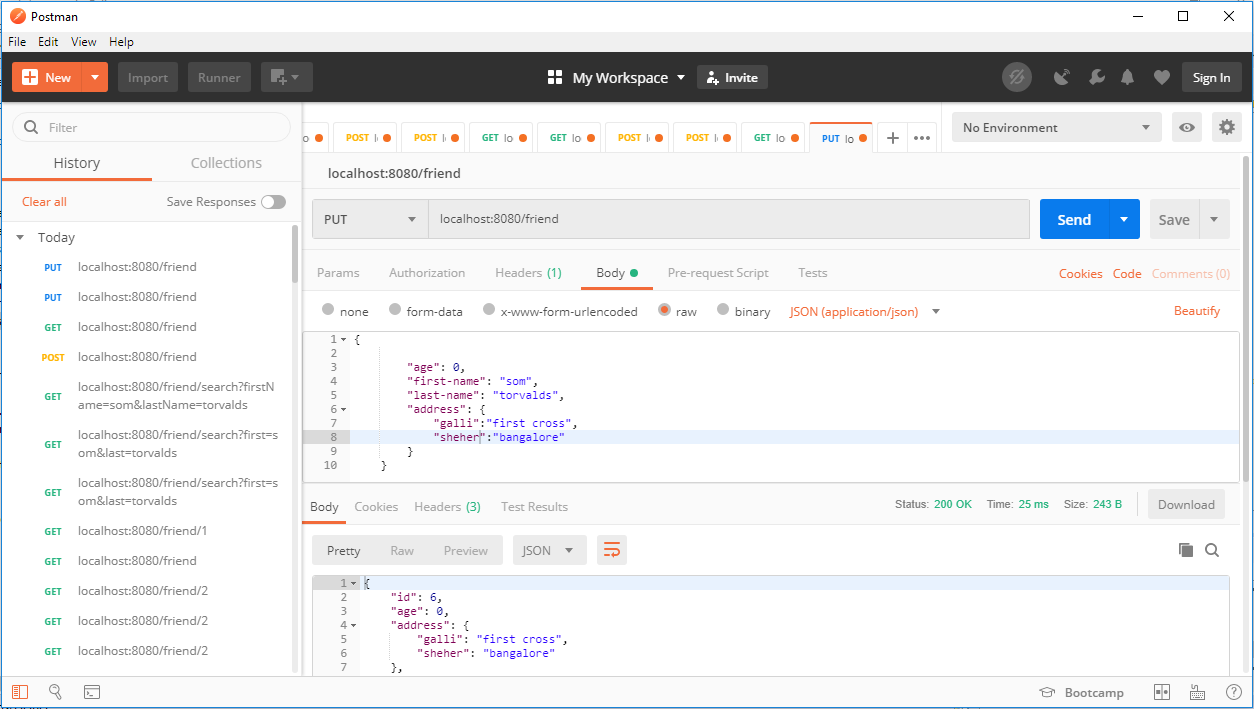 Postman
File Edit View Help
New Import Runner My Workspace Invite Sign In
Filter
History Collections
Clear all Save Responses
Today
PUT localhost:8080/friend
PUT localhost:8080/friend
GET localhost:8080/friend
POST localhost:8080/friend
GET localhost:8080/friend/search?firstN
ame=som&lastName=torvalds
GET localhost:8080/friend/search?first=s
om&last=torvalds
GET localhost:8080/friend/search?first=s
om&last=torvalds
GET localhost:8080/friend/1
GET localhost:8080/friend
GET localhost:8080/friend/2
GET localhost:8080/friend/2
GET localhost:8080/friend/2
o POST l POST l GET lo GET lo POST l POST l GET lo PUT lo + ••• No Environment
localhost:8080/friend
PUT localhost:8080/friend Send Save
Params Authorization Headers (1) Body Pre-request Script Tests Cookies Code Comments (0)
none form-data x-www-form-urlencoded raw binary JSON (application/json) Beautify
1 {
2
3 "age": 0,
4 "first-name": "som",
5 "last-name": "torvalds",
6 "address": {
7 "galli":"first cross",
8 "sheher":"bangalore"
9 }
10 }
Body Cookies Headers (3) Test Results Status: 200 OK Time: 25 ms Size: 243 B Download
Pretty Raw Preview JSON
1 {
2 "id": 6,
3 "age": 0,
4 "address": {
5 "galli": "first cross",
6 "sheher": "bangalore"
7 },
Bootcamp